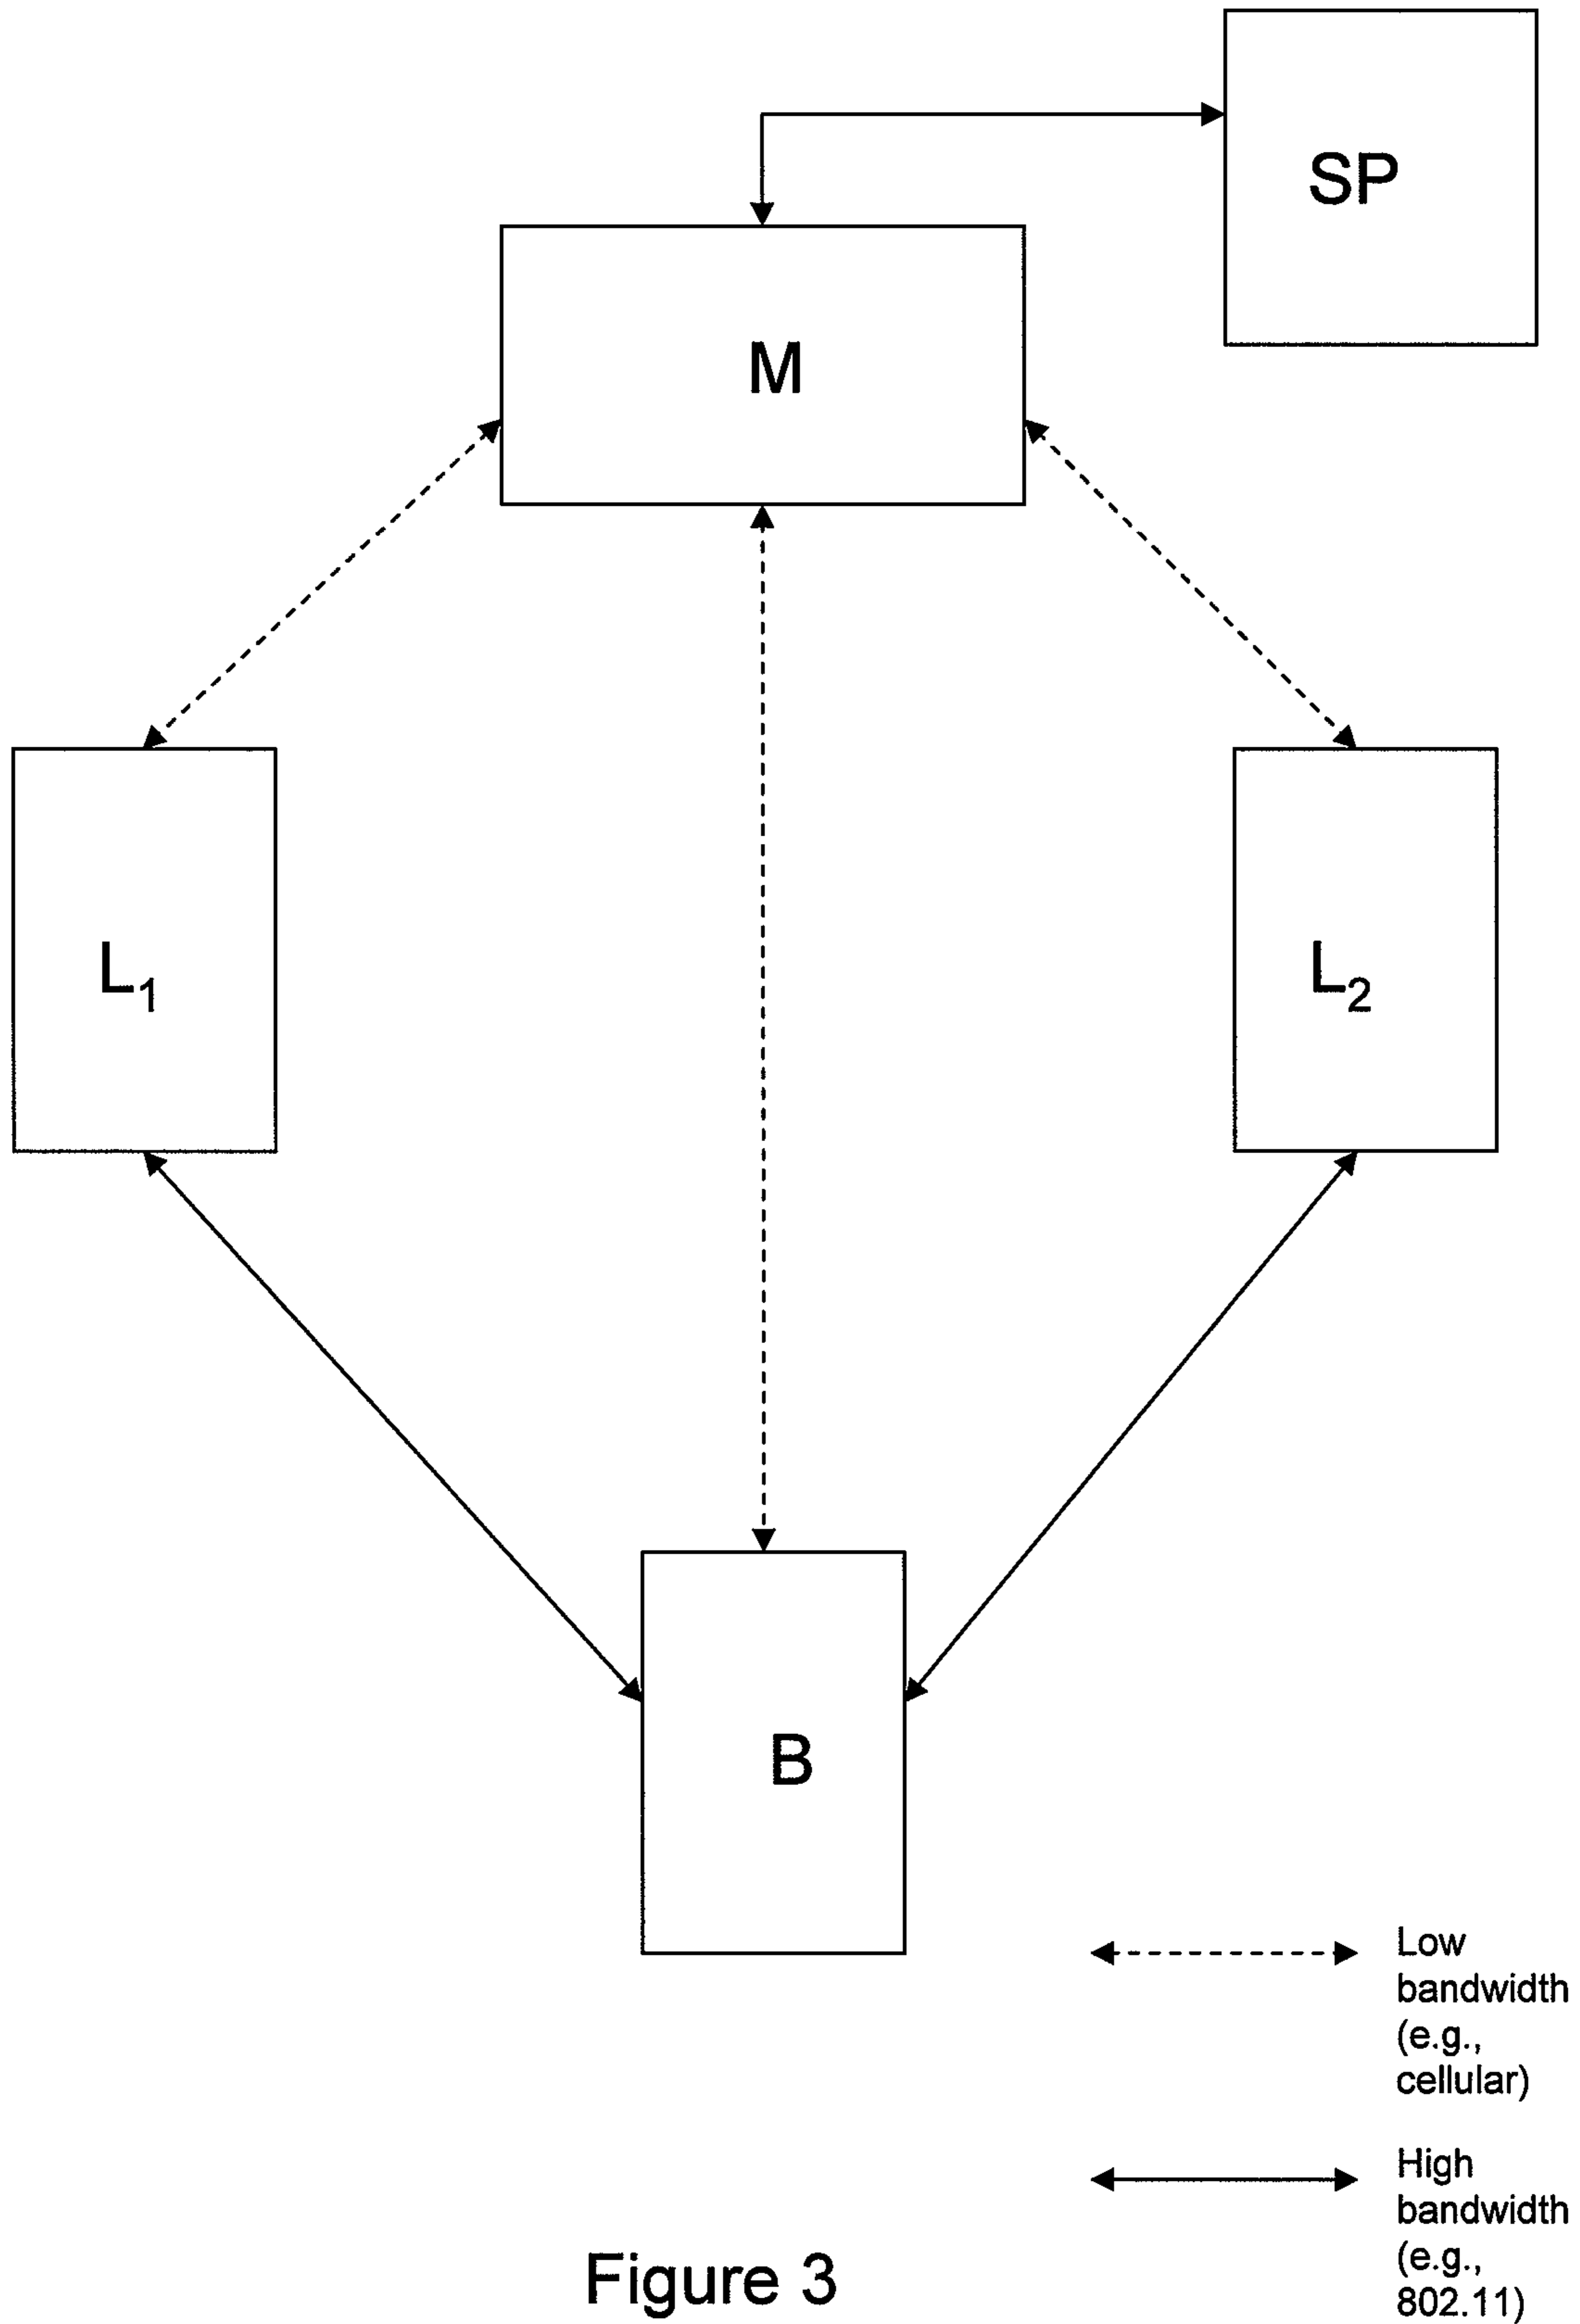 SP
M
L1
L2
B
Low
bandwidth
(e.g.,
cellular)
High
bandwidth
(e.g.,
802.11)
Figure 3